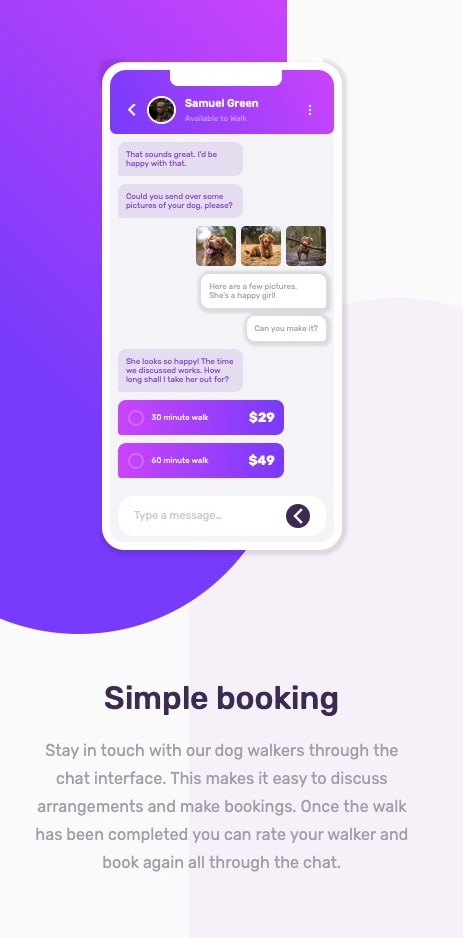 Samuel Green
Available to Walk
That sounds great. I'd be
happy with that.
Could you send over some
pictures of your dog, please?
Here are a few pictures.
She's a happy girl!
Can you make it?
She looks so happy! The time
we discussed works. How
long shall I take her out for?
30 minute walk $29
60 minute walk $49
Type a message...
Simple booking
Stay in touch with our dog walkers through the
chat interface. This makes it easy to discuss
arrangements and make bookings. Once the walk
has been completed you can rate your walker and
book again all through the chat.